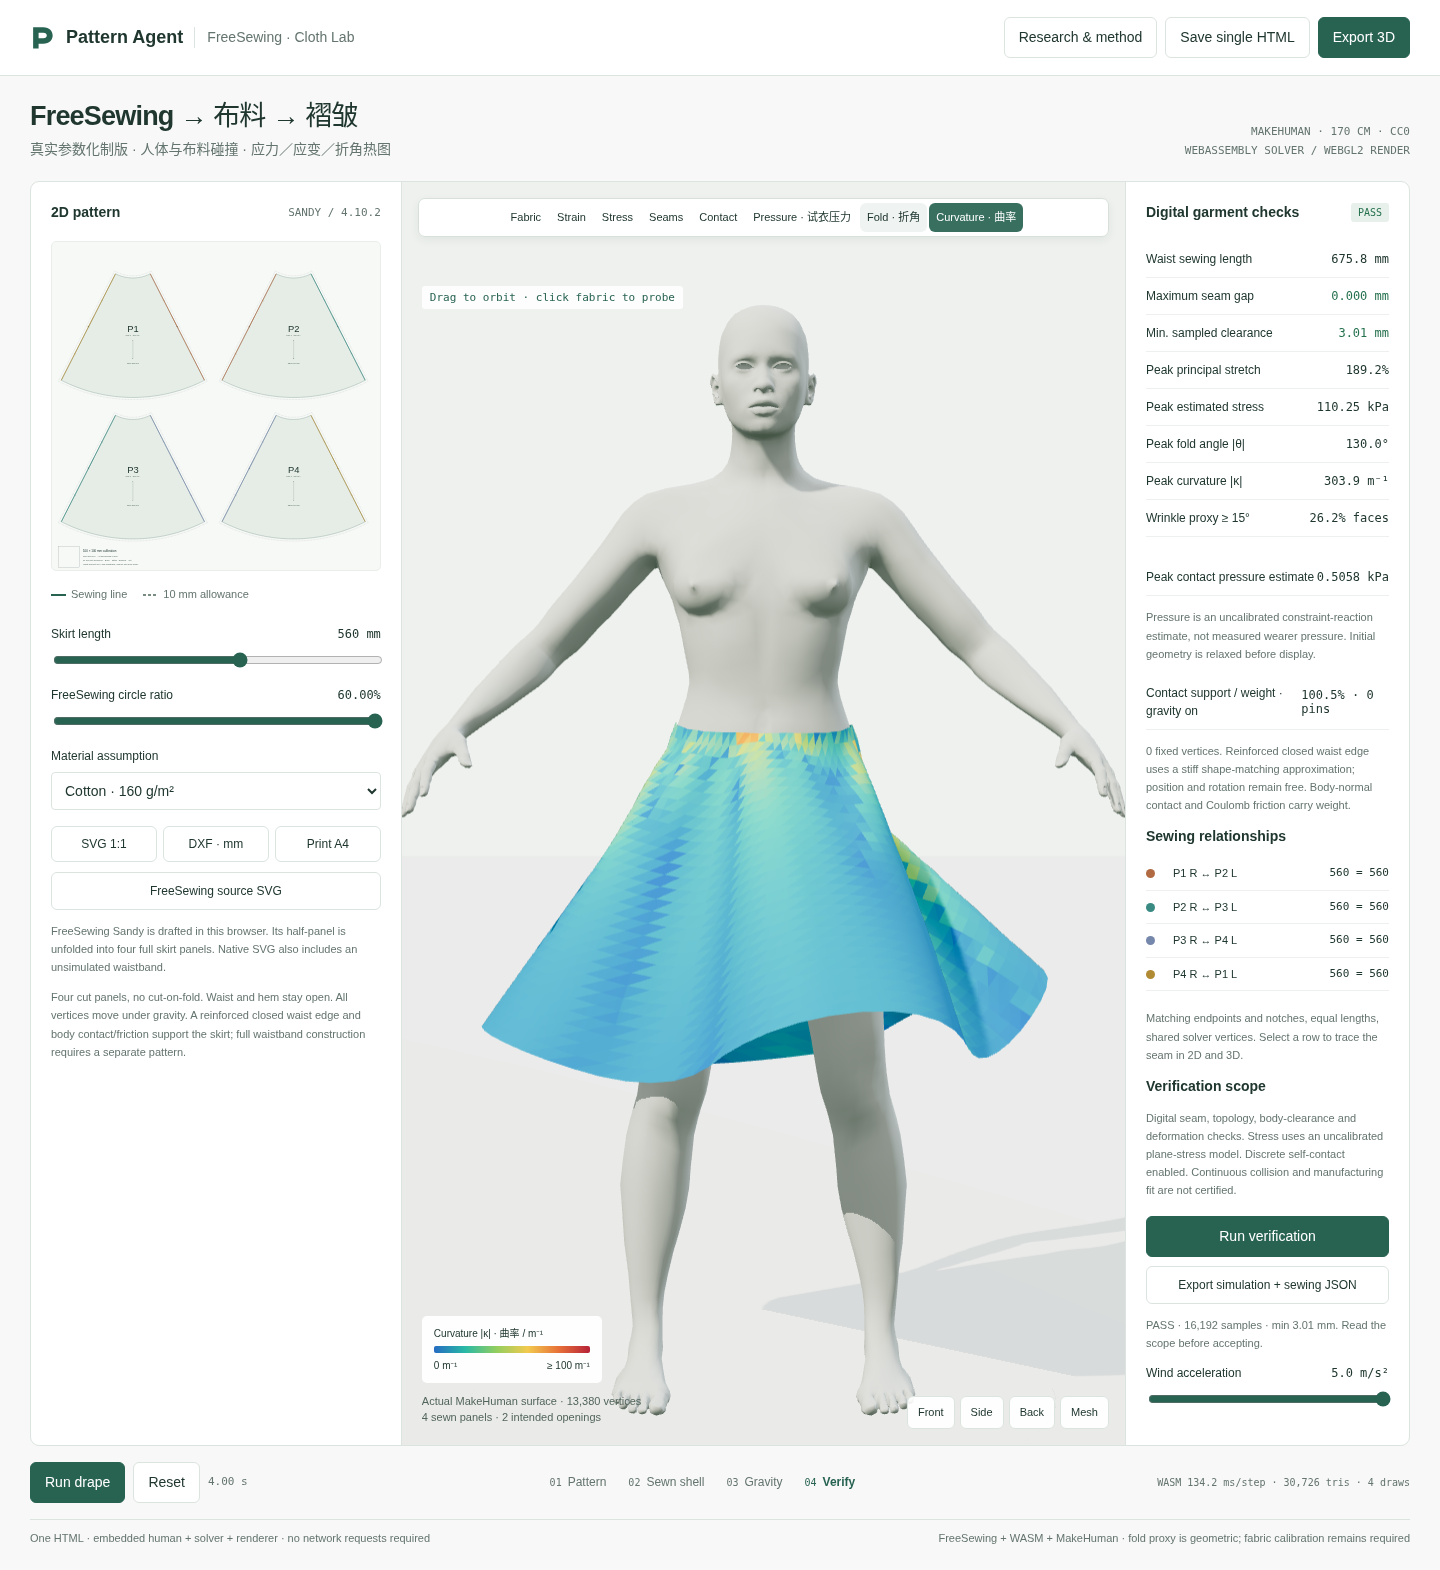 Pattern Agent
FreeSewing · Cloth Lab
Research & method
Save single HTML
Export 3D
FreeSewing → 布料 → 褶皱
真实参数化制版 · 人体与布料碰撞 · 应力／应变／折角热图
MAKEHUMAN · 170 CM · CC0
WEBASSEMBLY SOLVER / WEBGL2 RENDER
2D pattern
SANDY / 4.10.2
P1
P2
P3
P4
Sewing line
10 mm allowance
Skirt length
560 mm
FreeSewing circle ratio
60.00%
Material assumption
Cotton · 160 g/m²
SVG 1:1
DXF · mm
Print A4
FreeSewing source SVG
FreeSewing Sandy is drafted in this browser. Its half-panel is
unfolded into four full skirt panels. Native SVG also includes an
unsimulated waistband.
Four cut panels, no cut-on-fold. Waist and hem stay open. All
vertices move under gravity. A reinforced closed waist edge and
body contact/friction support the skirt; full waistband construction
requires a separate pattern.
Fabric
Strain
Stress
Seams
Contact
Pressure · 试衣压力
Fold · 折角
Curvature · 曲率
Drag to orbit · click fabric to probe
Curvature |κ| · 曲率 / m⁻¹
0 m⁻¹
≥ 100 m⁻¹
Actual MakeHuman surface · 13,380 vertices
4 sewn panels · 2 intended openings
Front
Side
Back
Mesh
Digital garment checks
PASS
Waist sewing length
675.8 mm
Maximum seam gap
0.000 mm
Min. sampled clearance
3.01 mm
Peak principal stretch
189.2%
Peak estimated stress
110.25 kPa
Peak fold angle |θ|
130.0°
Peak curvature |κ|
303.9 m⁻¹
Wrinkle proxy ≥ 15°
26.2% faces
Peak contact pressure estimate
0.5058 kPa
Pressure is an uncalibrated constraint-reaction
estimate, not measured wearer pressure. Initial
geometry is relaxed before display.
Contact support / weight ·
gravity on
100.5% · 0
pins
0 fixed vertices. Reinforced closed waist edge
uses a stiff shape-matching approximation;
position and rotation remain free. Body-normal
contact and Coulomb friction carry weight.
Sewing relationships
P1 R ↔ P2 L
560 = 560
P2 R ↔ P3 L
560 = 560
P3 R ↔ P4 L
560 = 560
P4 R ↔ P1 L
560 = 560
Matching endpoints and notches, equal lengths,
shared solver vertices. Select a row to trace the
seam in 2D and 3D.
Verification scope
Digital seam, topology, body-clearance and
deformation checks. Stress uses an uncalibrated
plane-stress model. Discrete self-contact
enabled. Continuous collision and manufacturing
fit are not certified.
Run verification
Export simulation + sewing JSON
PASS · 16,192 samples · min 3.01 mm. Read the
scope before accepting.
Wind acceleration
5.0 m/s²
Run drape
Reset
4.00 s
01 Pattern
02 Sewn shell
03 Gravity
04 Verify
WASM 134.2 ms/step · 30,726 tris · 4 draws
One HTML · embedded human + solver + renderer · no network requests required
FreeSewing + WASM + MakeHuman · fold proxy is geometric; fabric calibration remains required